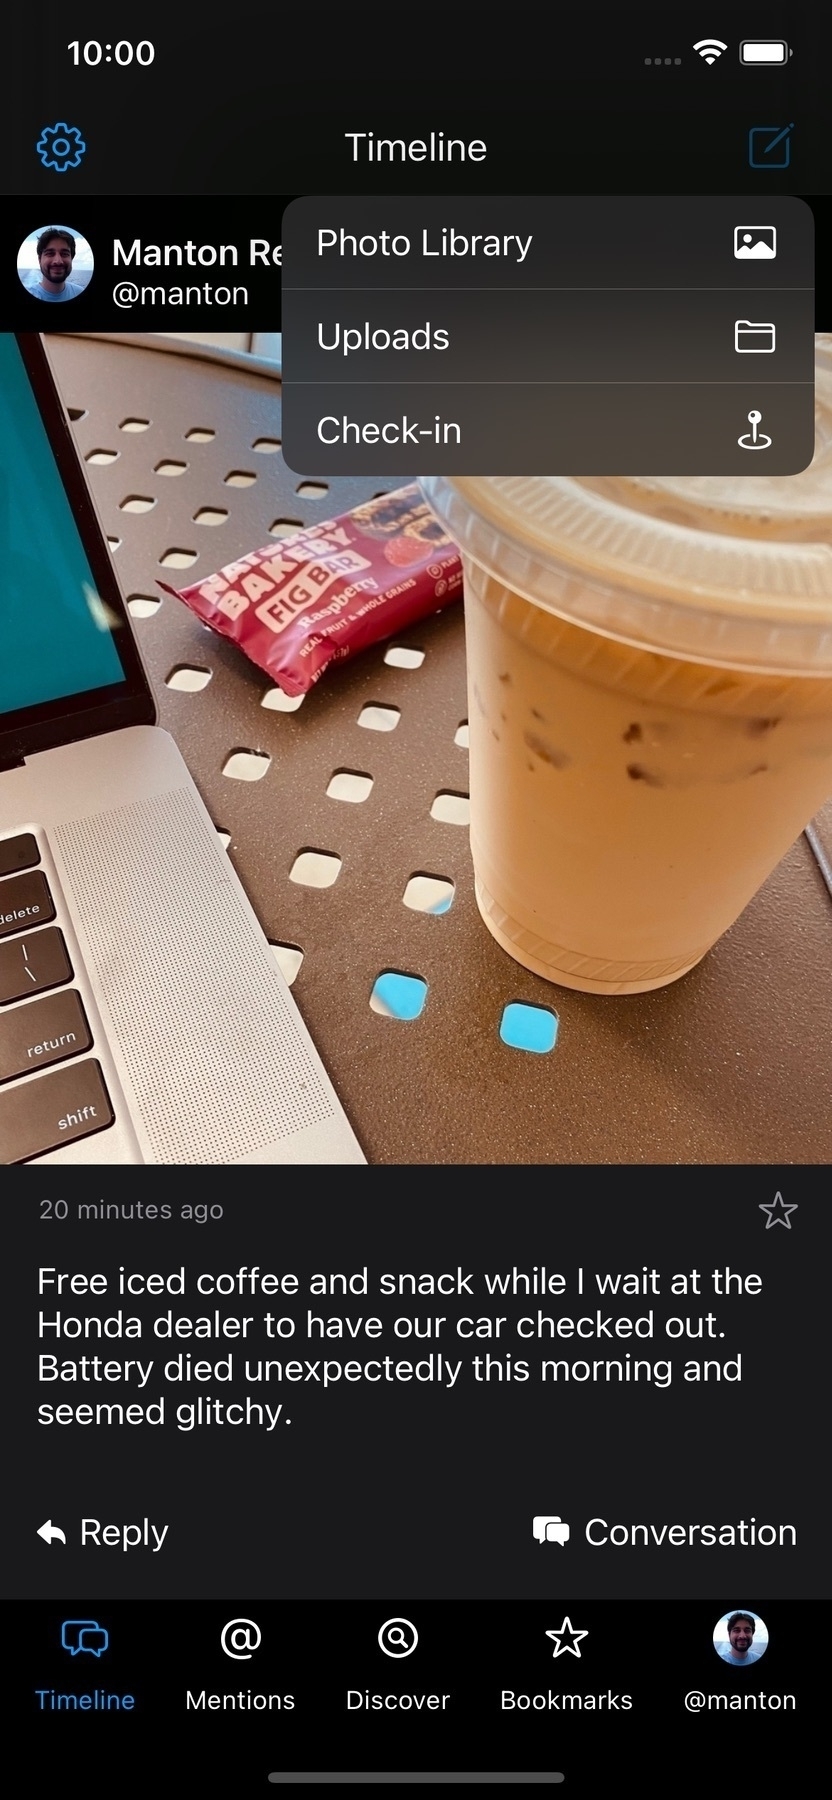 10:00
Timeline
Manton Re
@manton
Photo Library
Uploads
Check-in
NATURE'S
BAKERY
FIG BAR
Raspberry
REAL FRUIT & WHOLE GRAINS
delete
|
\
return
shift
20 minutes ago
Free iced coffee and snack while I wait at the
Honda dealer to have our car checked out.
Battery died unexpectedly this morning and
seemed glitchy.
Reply
Conversation
Timeline
Mentions
Discover
Bookmarks
@manton